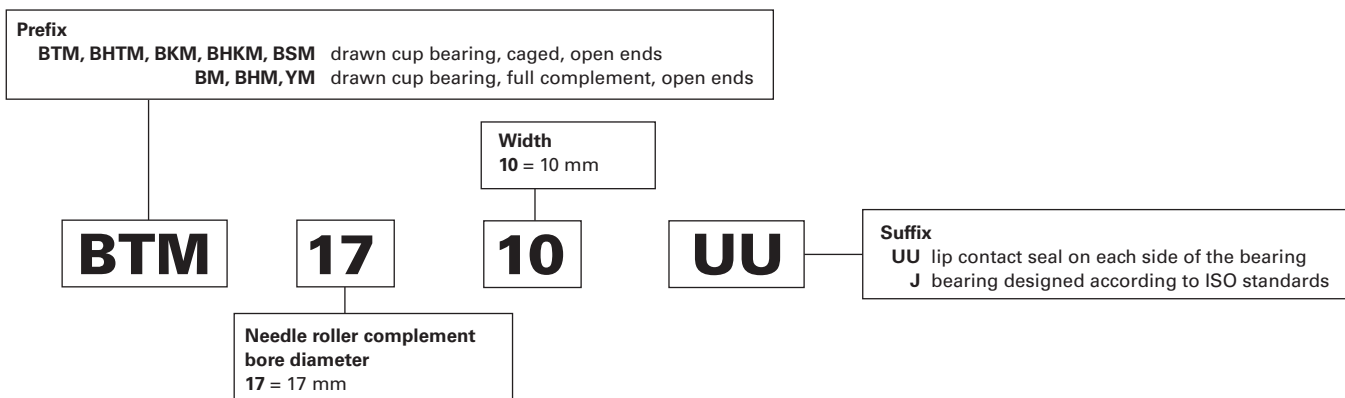 Prefix
BTM, BHTM, BKM, BHKM, BSM drawn cup bearing, caged, open ends
BM, BHM, YM drawn cup bearing, full complement, open ends
Width
10 = 10 mm
BTM 17 10 UU
Suffix
UU lip contact seal on each side of the bearing
J bearing designed according to ISO standards
Needle roller complement
bore diameter
17 = 17 mm